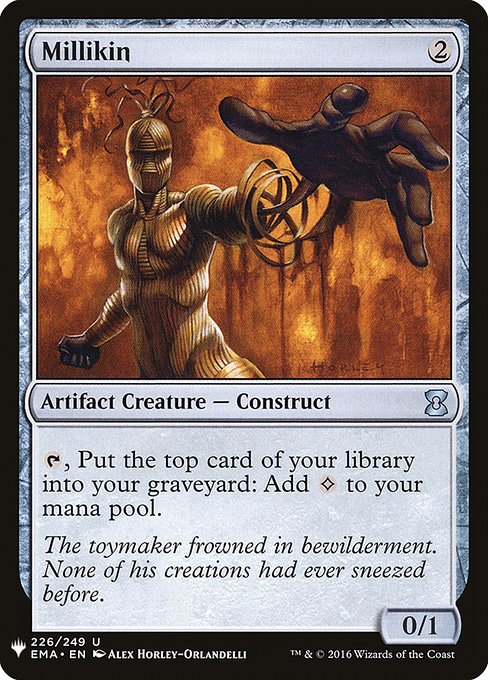 Millikin 2
HORLEY
Artifact Creature — Construct
, Put the top card of your library
into your graveyard: Add to your
mana pool.
The toymaker frowned in bewilderment.
None of his creations had ever sneezed
before.
0/1
226/249 U
EMA • EN Alex Horley-Orlandelli
™ & © 2016 Wizards of the Coast